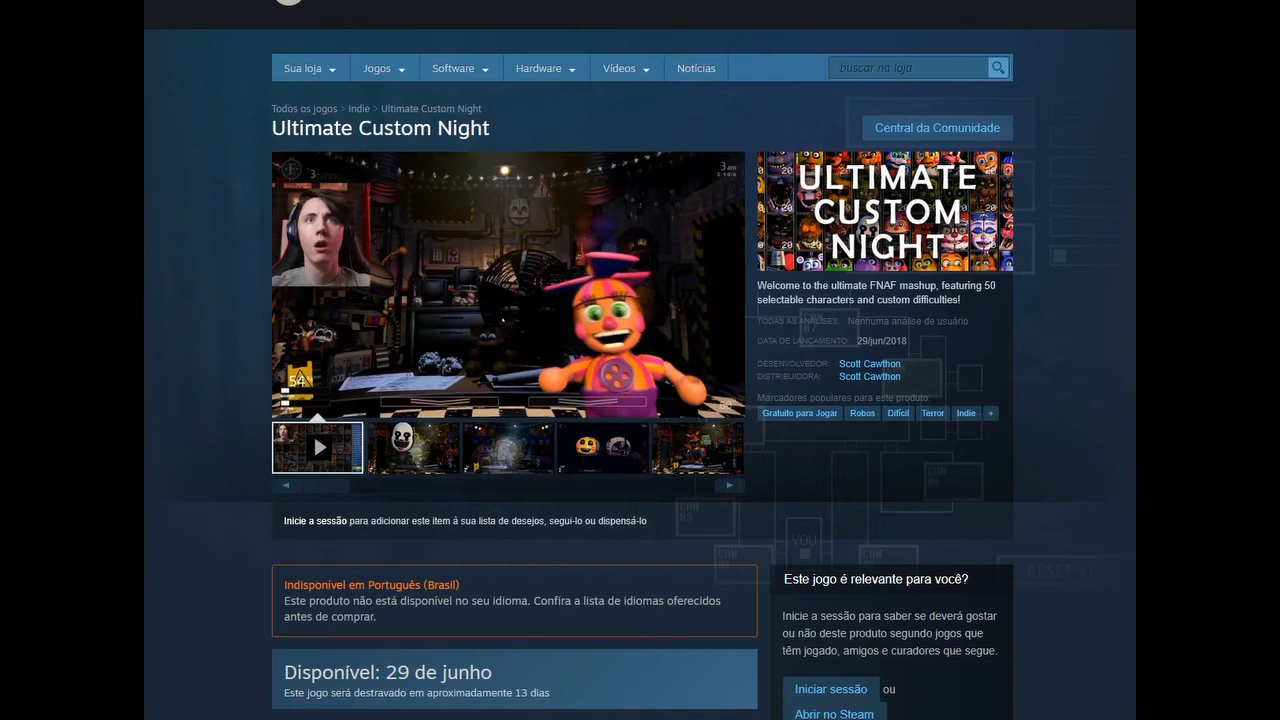 Sua loja Jogos Software Hardware Vídeos Notícias buscar na loja
Todos os jogos > Indie > Ultimate Custom Night
Ultimate Custom Night
Central da Comunidade
3
3 am
54
ULTIMATE
CUSTOM
NIGHT
Welcome to the ultimate FNAF mashup, featuring 50
selectable characters and custom difficulties!
TODAS AS ANÁLISES: Nenhuma análise de usuário
DATA DE LANÇAMENTO: 29/jun/2018
DESENVOLVEDOR: Scott Cawthon
DISTRIBUIDORA: Scott Cawthon
Marcadores populares para este produto:
Gratuito para Jogar Robos Difícil Terror Indie +
Inicie a sessão para adicionar este item à sua lista de desejos, segui-lo ou dispensá-lo
YOU
Indisponível em Português (Brasil)
Este produto não está disponível no seu idioma. Confira a lista de idiomas oferecidos
antes de comprar.
Disponível: 29 de junho
Este jogo será destravado em aproximadamente 13 dias
Este jogo é relevante para você?
Inicie a sessão para saber se deverá gostar
ou não deste produto segundo jogos que
têm jogado, amigos e curadores que segue.
Iniciar sessão ou
Abrir no Steam